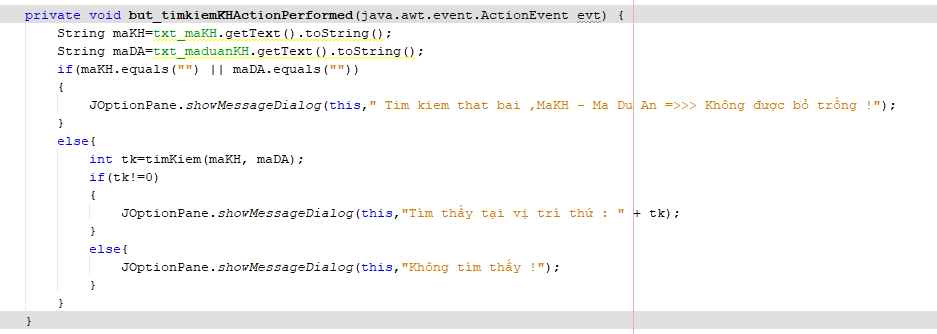 private void but_timkiemKHActionPerformed(java.awt.event.ActionEvent evt) {
String maKH=txt_maKH.getText().toString();
String maDA=txt_maduanKH.getText().toString();
if(maKH.equals("") || maDA.equals(""))
{
JOptionPane.showMessageDialog(this," Tim kiem that bai ,MaKH - Ma Du An =>>> Không được bỏ trống !");
}
else{
int tk=timKiem(maKH, maDA);
if(tk!=0)
{
JOptionPane.showMessageDialog(this,"Tìm thấy tại vị trí thứ : " + tk);
}
else{
JOptionPane.showMessageDialog(this,"Không tìm thấy !");
}
}
}